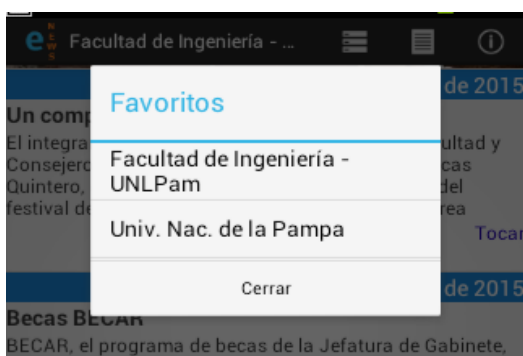 e NEWS Facultad de Ingeniería - ...
de 2015
Favoritos
Un comp
El integra ultad y
Consejero cas
Quintero, del
festival de rea
Facultad de Ingeniería -
UNLPam
Univ. Nac. de la Pampa
Tocar
Cerrar
de 2015
Becas BECAR
BECAR, el programa de becas de la Jefatura de Gabinete,